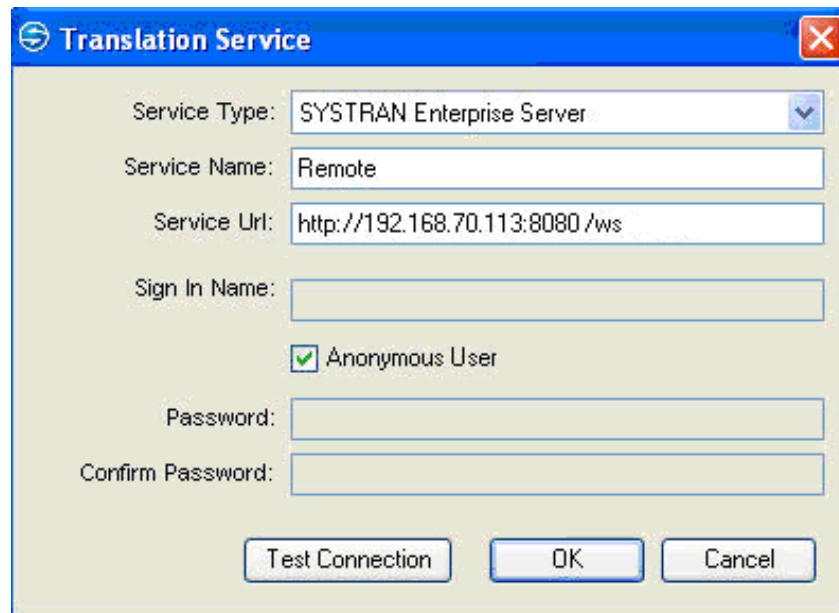 Translation Service
Service Type: SYSTRAN Enterprise Server
Service Name: Remote
Service Url: http://192.168.70.113:8080 /ws
Sign In Name:
Anonymous User
Password:
Confirm Password:
Test Connection OK Cancel